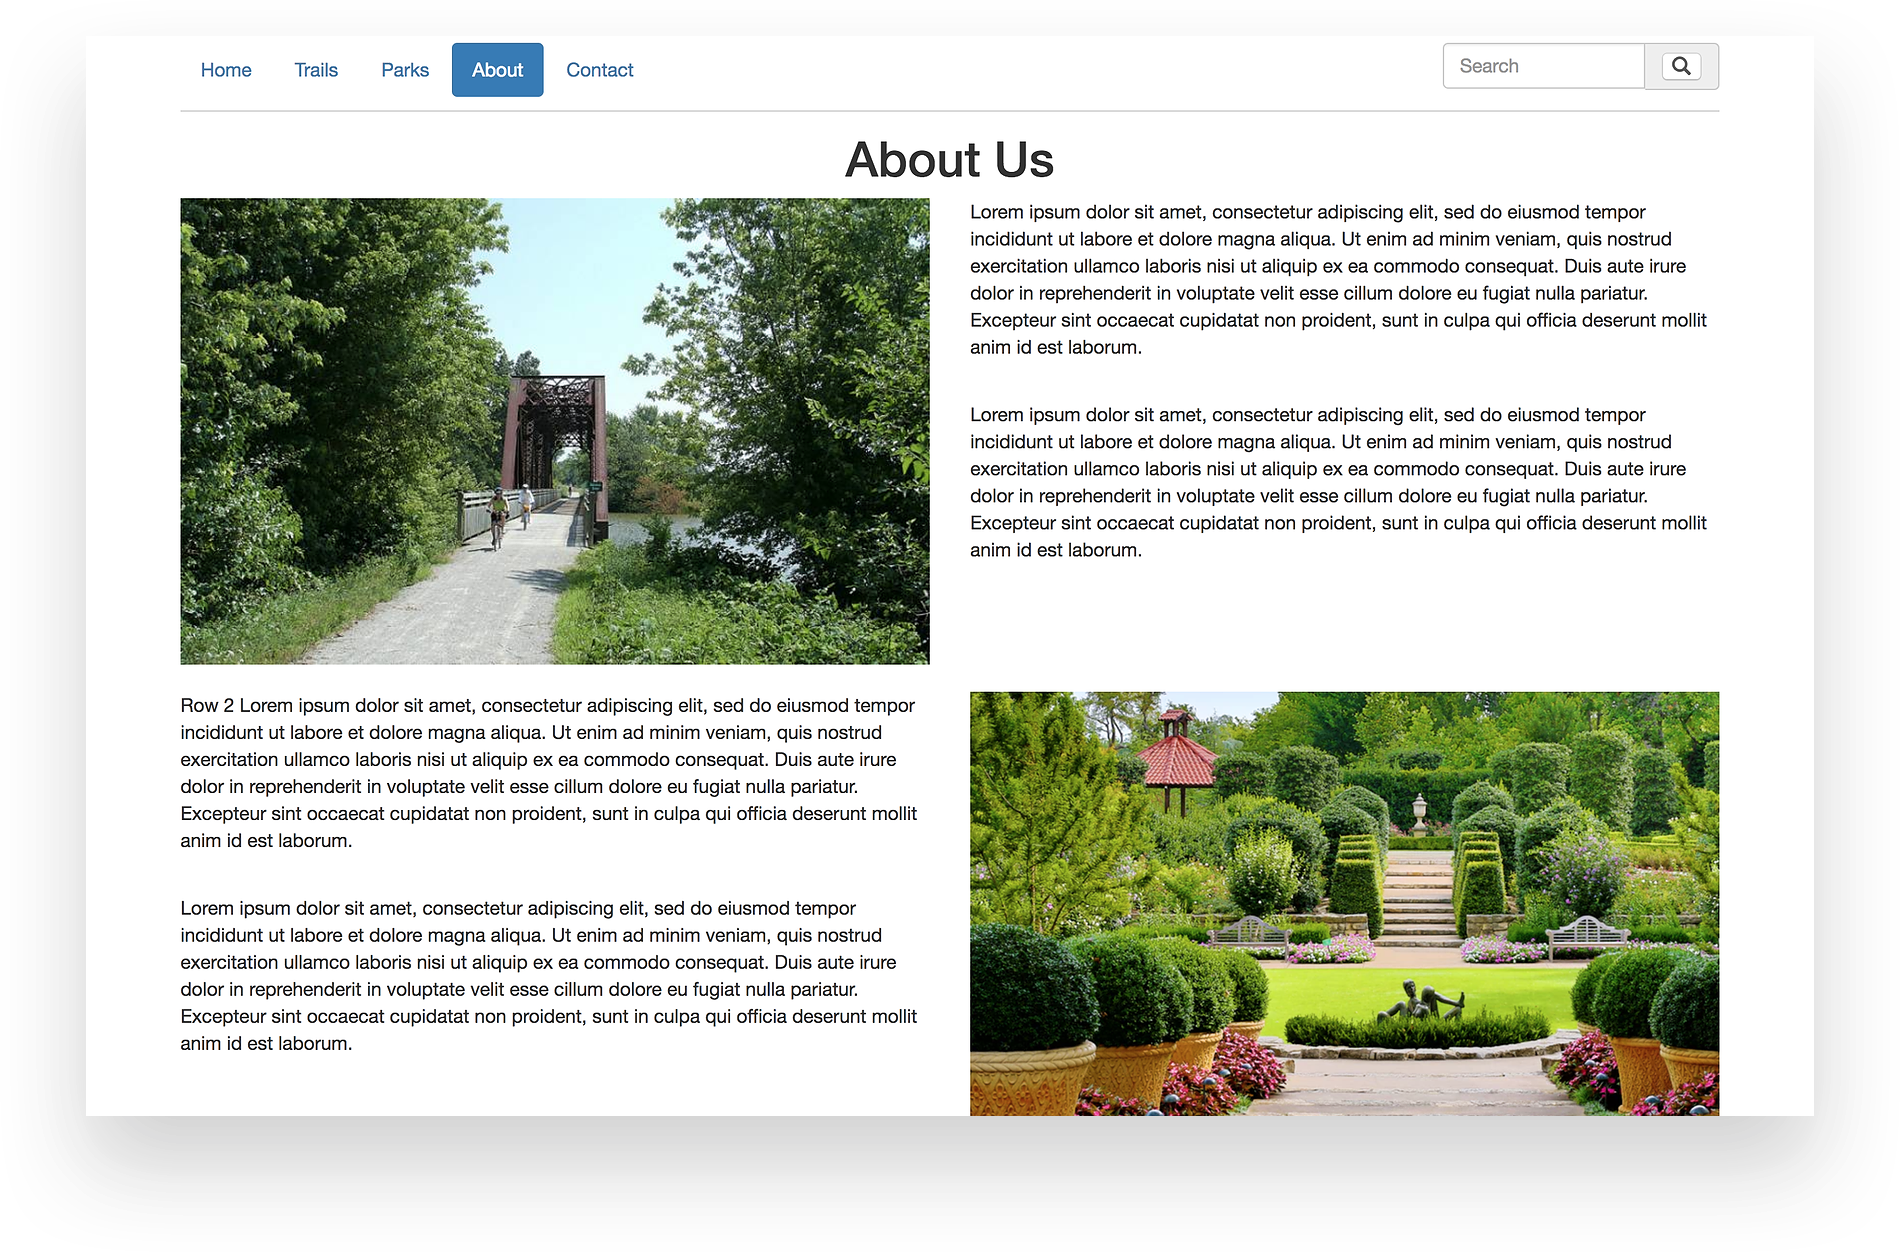 Home Trails Parks About Contact Search
About Us
Lorem ipsum dolor sit amet, consectetur adipiscing elit, sed do eiusmod tempor
incididunt ut labore et dolore magna aliqua. Ut enim ad minim veniam, quis nostrud
exercitation ullamco laboris nisi ut aliquip ex ea commodo consequat. Duis aute irure
dolor in reprehenderit in voluptate velit esse cillum dolore eu fugiat nulla pariatur.
Excepteur sint occaecat cupidatat non proident, sunt in culpa qui officia deserunt mollit
anim id est laborum.
Lorem ipsum dolor sit amet, consectetur adipiscing elit, sed do eiusmod tempor
incididunt ut labore et dolore magna aliqua. Ut enim ad minim veniam, quis nostrud
exercitation ullamco laboris nisi ut aliquip ex ea commodo consequat. Duis aute irure
dolor in reprehenderit in voluptate velit esse cillum dolore eu fugiat nulla pariatur.
Excepteur sint occaecat cupidatat non proident, sunt in culpa qui officia deserunt mollit
anim id est laborum.
Row 2 Lorem ipsum dolor sit amet, consectetur adipiscing elit, sed do eiusmod tempor
incididunt ut labore et dolore magna aliqua. Ut enim ad minim veniam, quis nostrud
exercitation ullamco laboris nisi ut aliquip ex ea commodo consequat. Duis aute irure
dolor in reprehenderit in voluptate velit esse cillum dolore eu fugiat nulla pariatur.
Excepteur sint occaecat cupidatat non proident, sunt in culpa qui officia deserunt mollit
anim id est laborum.
Lorem ipsum dolor sit amet, consectetur adipiscing elit, sed do eiusmod tempor
incididunt ut labore et dolore magna aliqua. Ut enim ad minim veniam, quis nostrud
exercitation ullamco laboris nisi ut aliquip ex ea commodo consequat. Duis aute irure
dolor in reprehenderit in voluptate velit esse cillum dolore eu fugiat nulla pariatur.
Excepteur sint occaecat cupidatat non proident, sunt in culpa qui officia deserunt mollit
anim id est laborum.